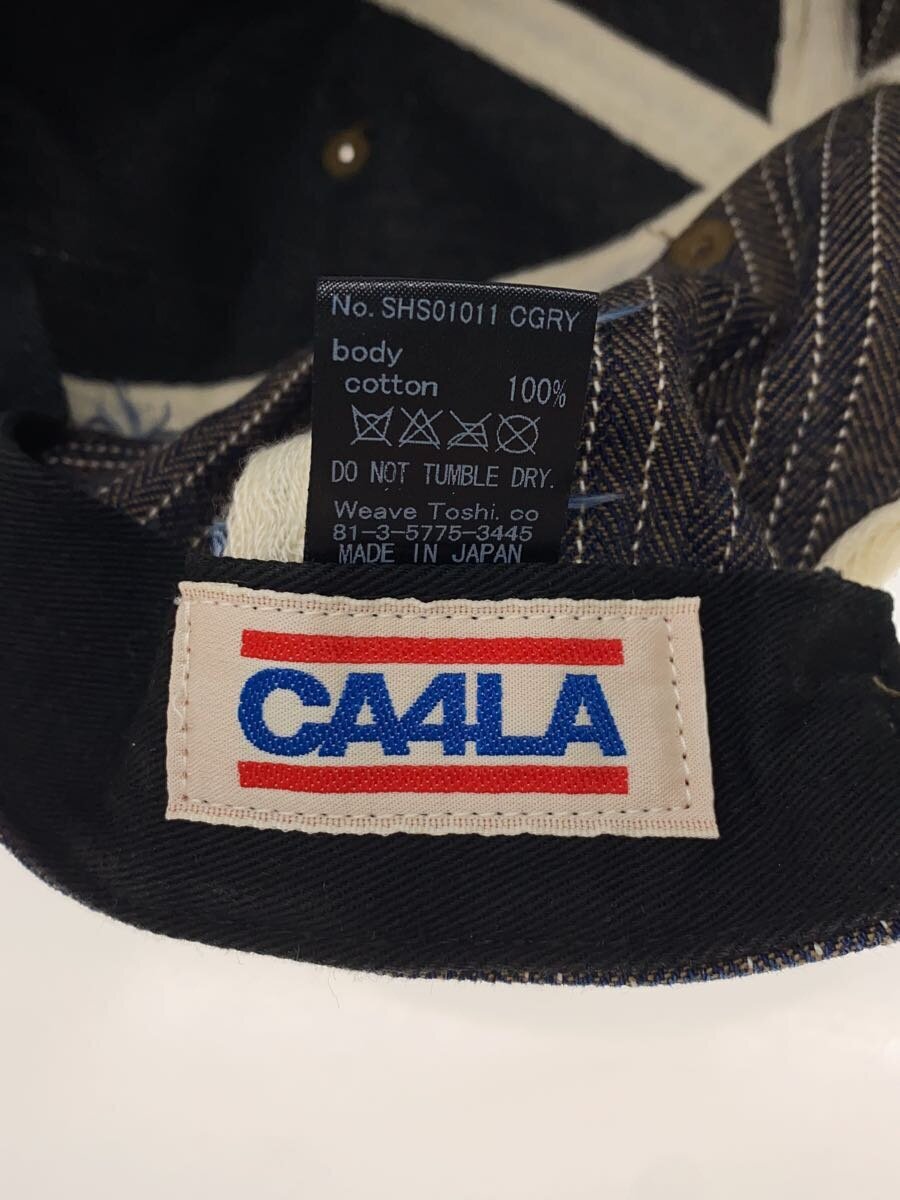 No. SHS01011 CGRY
body
cotton 100%
DO NOT TUMBLE DRY.
Weave Toshi. co
81-3-5775-3445
MADE IN JAPAN
CA4LA